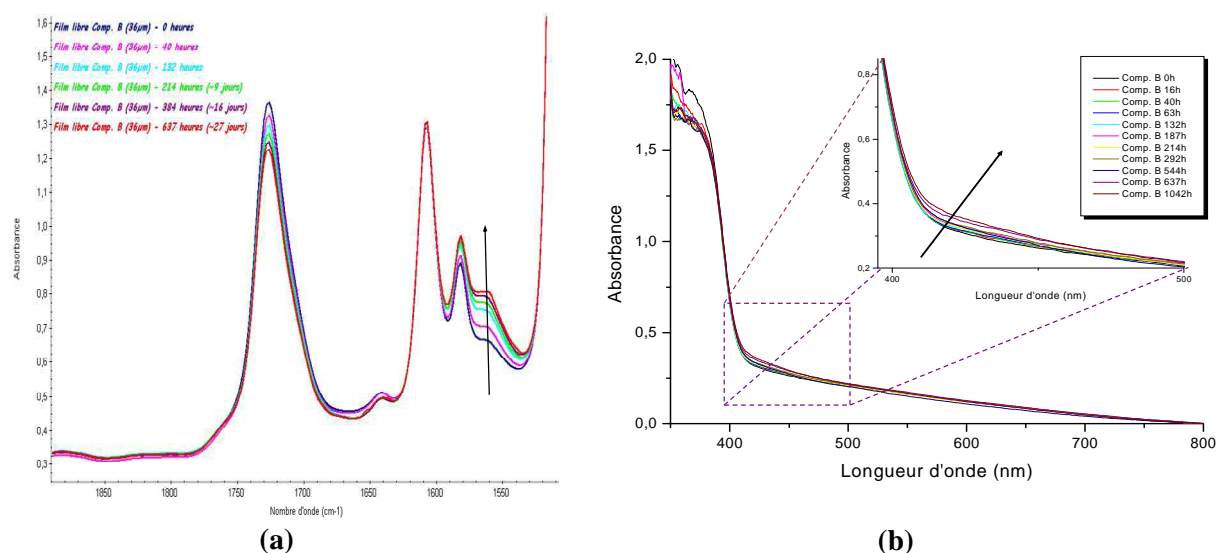 1,6
1,5
1,4
1,3
1,2
1,1
1,0
0,9
0,8
0,7
0,6
0,5
0,4
0,3
Absorbance
Film libre Comp. B (36µm) - 0 heures
Film libre Comp. B (36µm) - 40 heures
Film libre Comp. B (36µm) - 132 heures
Film libre Comp. B (36µm) - 214 heures (~9 jours)
Film libre Comp. B (36µm) - 384 heures (~16 jours)
Film libre Comp. B (36µm) - 637 heures (~27 jours)
1850 1800 1750 1700 1650 1600 1550
Nombre d'onde (cm-1)
(a)
2,0
1,5
1,0
0,5
0,0
Absorbance
400 500 600 700 800
Longueur d'onde (nm)
0,8
0,6
0,4
0,2
Absorbance
400 500
Longueur d'onde (nm)
Comp. B 0h
Comp. B 16h
Comp. B 40h
Comp. B 63h
Comp. B 132h
Comp. B 187h
Comp. B 214h
Comp. B 292h
Comp. B 544h
Comp. B 637h
Comp. B 1042h
(b)